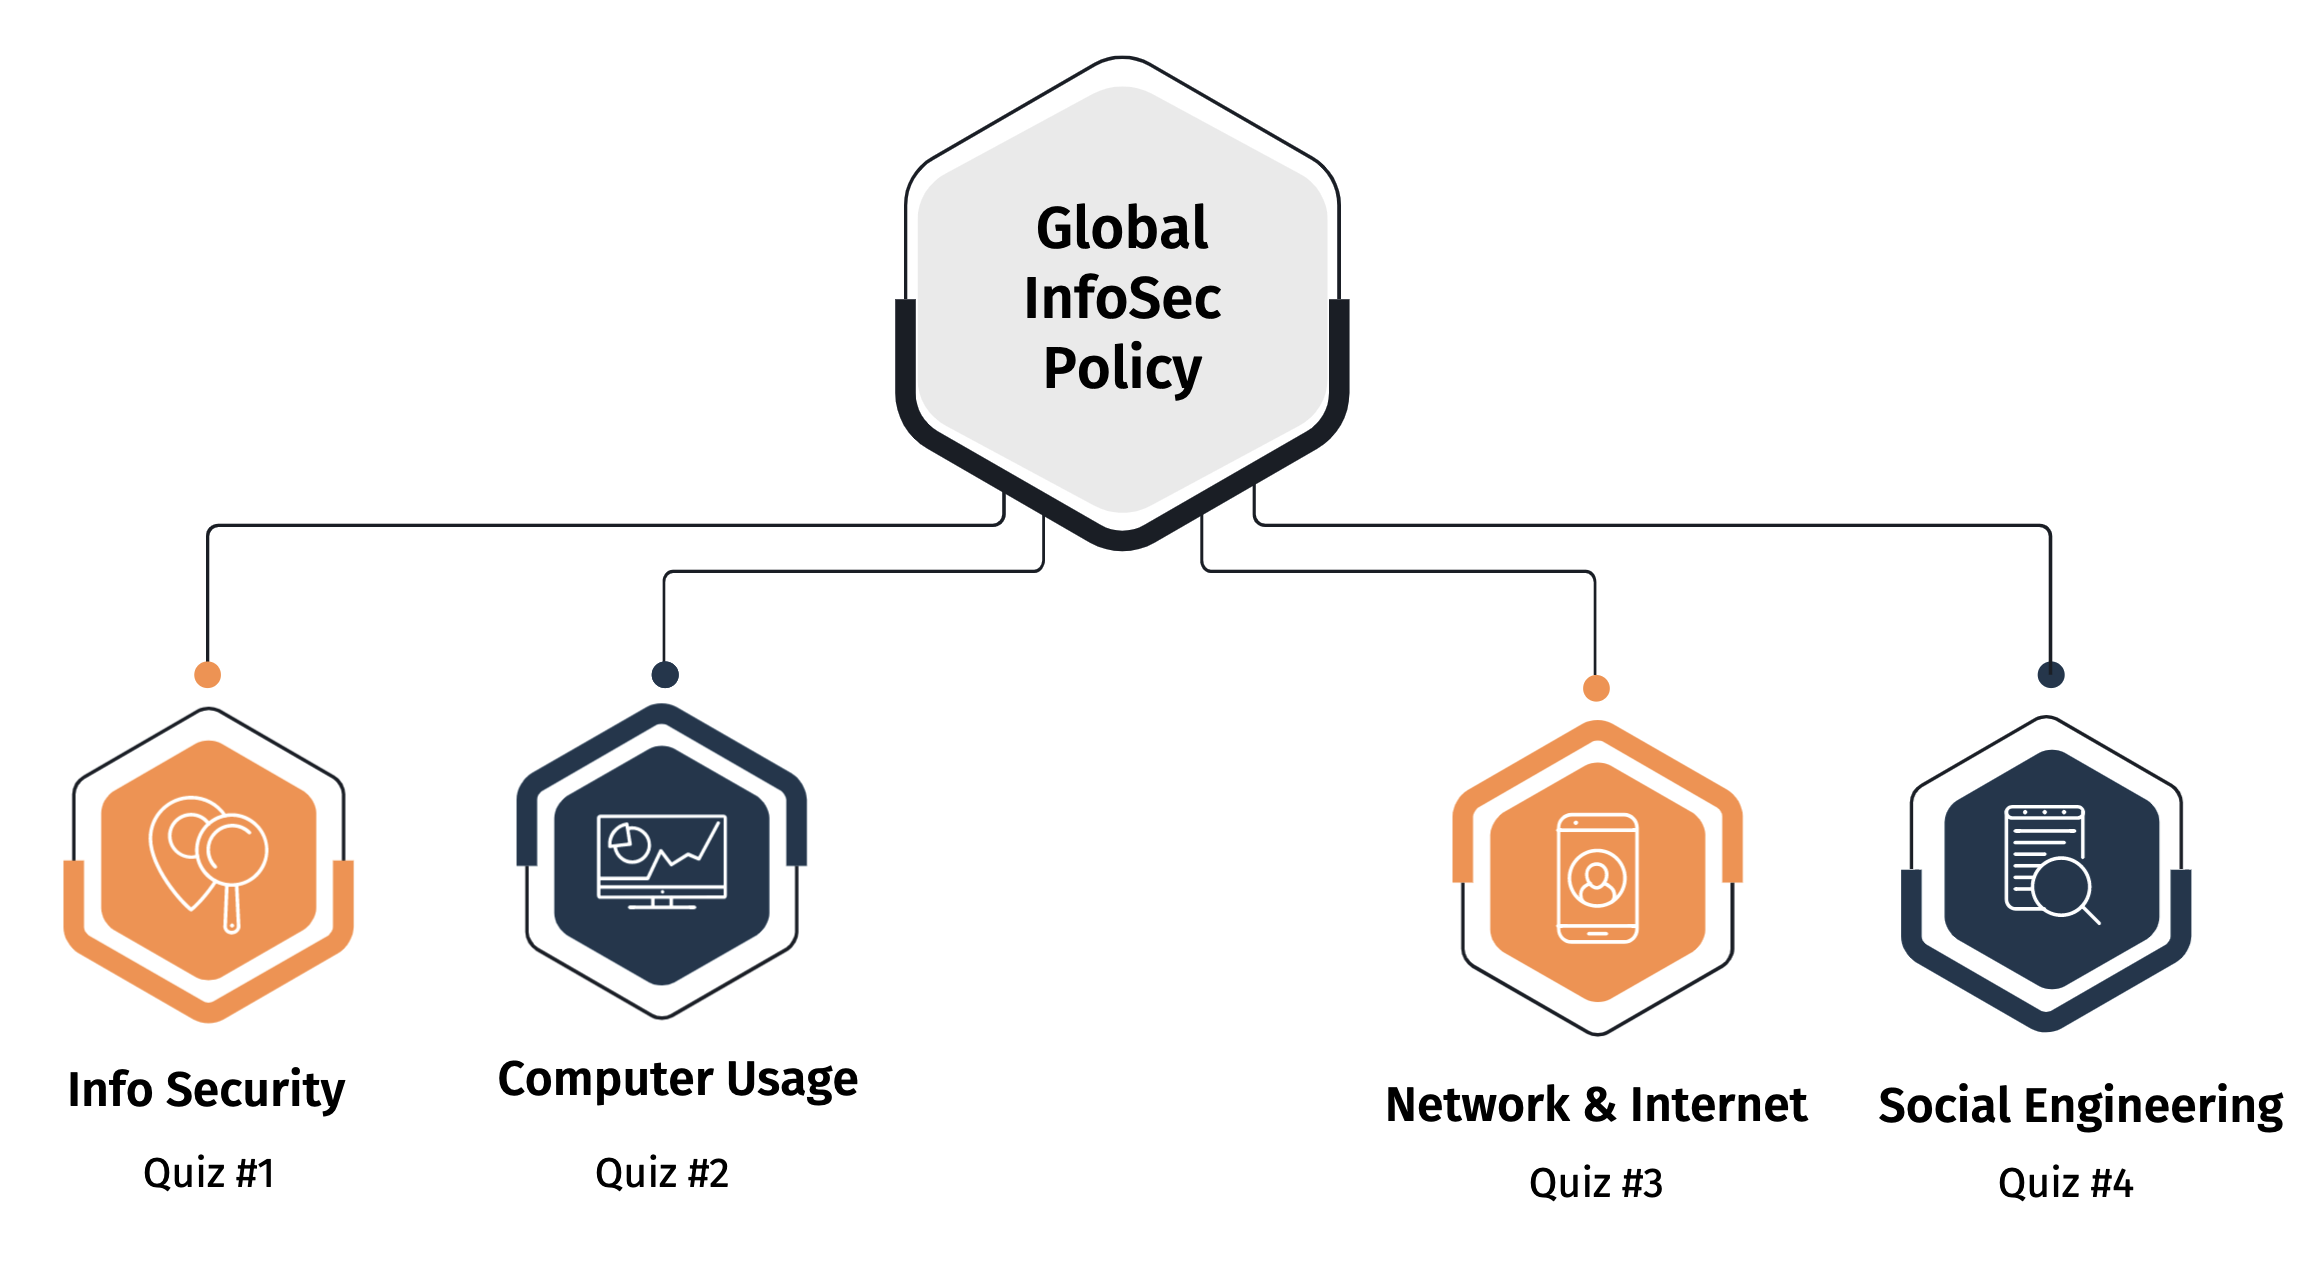 Global
InfoSec
Policy
Info Security
Computer Usage
Network & Internet
Social Engineering
Quiz #1
Quiz #2
Quiz #3
Quiz #4